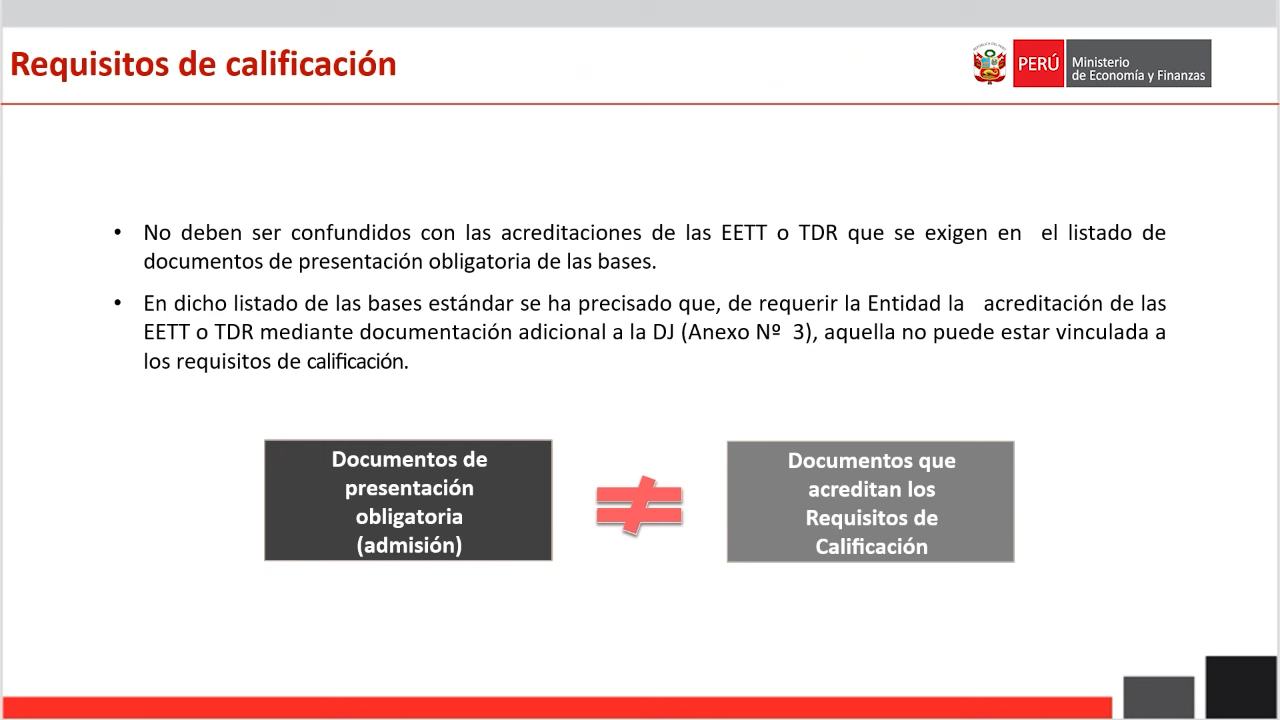 Requisitos de calificación
PERÚ
Ministerio
de Economía y Finanzas
• No deben ser confundidos con las acreditaciones de las EETT o TDR que se exigen en el listado de
documentos de presentación obligatoria de las bases.
• En dicho listado de las bases estándar se ha precisado que, de requerir la Entidad la acreditación de las
EETT o TDR mediante documentación adicional a la DJ (Anexo Nº 3), aquella no puede estar vinculada a
los requisitos de calificación.
Documentos de
presentación
obligatoria
(admisión)
≠
Documentos que
acreditan los
Requisitos de
Calificación